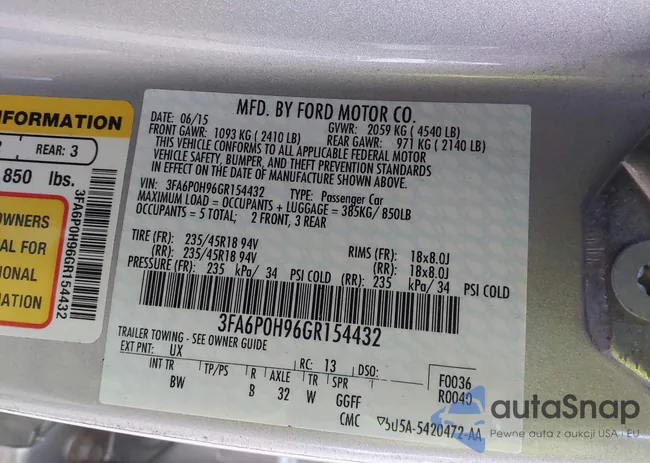 INFORMATION
REAR: 3
850 lbs.
OWNERS
AL FOR
IONAL
MATION
3FA6P0H96GR154432
MFD. BY FORD MOTOR CO.
DATE: 06/15 GVWR: 2059 KG (4540 LB)
FRONT GAWR: 1093 KG (2410 LB) REAR GAWR: 971 KG (2140 LB)
THIS VEHICLE CONFORMS TO ALL APPLICABLE FEDERAL MOTOR
VEHICLE SAFETY, BUMPER, AND THEFT PREVENTION STANDARDS
IN EFFECT ON THE DATE OF MANUFACTURE SHOWN ABOVE.
VIN: 3FA6P0H96GR154432 TYPE: Passenger Car
MAXIMUM LOAD = OCCUPANTS + LUGGAGE = 385KG/850LB
OCCUPANTS = 5 TOTAL; 2 FRONT, 3 REAR
TIRE (FR): 235/45R18 94V RIMS (FR): 18x8.0J
(RR): 235/45R18 94V (RR): 18x8.0J
PRESSURE (FR): 235 kPa/ 34 PSI COLD (RR): 235 kPa/ 34 PSI COLD
3FA6P0H96GR154432
TRAILER TOWING - SEE OWNER GUIDE
EXT PNT: UX RC: 13 DSO: F0036
INT TR TP/PS R AXLE TR SPR R0040
BW B 32 W GGFF
CMC 5U5A-5420472-AA
autaSnap
Pewne auta z aukcji USA i EU